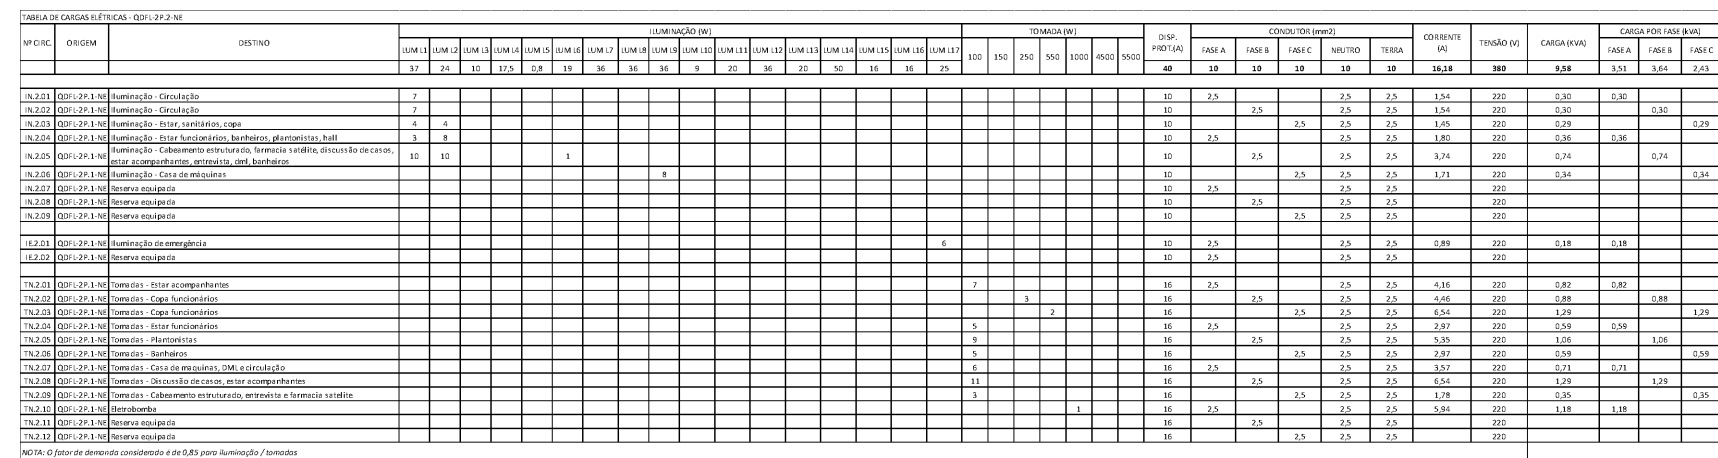 TABELA DE CARGAS ELÉTRICAS - QDFL-2P.2-NE
Nº CIRC. ORIGEM DESTINO ILUMINAÇÃO (W) TOMADA (W) DISP. PROT.(A) CONDUTOR (mm2) CORRENTE (A) TENSÃO (V) CARGA (KVA) CARGA POR FASE (kVA)
LUM L1 LUM L2 LUM L3 LUM L4 LUM L5 LUM L6 LUM L7 LUM L8 LUM L9 LUM L10 LUM L11 LUM L12 LUM L13 LUM L14 LUM L15 LUM L16 LUM L17 100 150 250 550 1000 4500 5500 FASE A FASE B FASE C NEUTRO TERRA FASE A FASE B FASE C
37 24 10 17,5 0,8 19 36 36 36 9 20 36 20 50 16 16 25 40 10 10 10 10 10 16,18 380 9,58 3,51 3,64 2,43
IN.2.01 QDFL-2P.1-NE Iluminação - Circulação 7 10 2,5 2,5 2,5 1,54 220 0,30 0,30
IN.2.02 QDFL-2P.1-NE Iluminação - Circulação 7 10 2,5 2,5 2,5 1,54 220 0,30 0,30
IN.2.03 QDFL-2P.1-NE Iluminação - Estar, sanitários, copa 4 4 10 2,5 2,5 2,5 1,45 220 0,29 0,29
IN.2.04 QDFL-2P.1-NE Iluminação - Estar funcionários, banheiros, plantonistas, hall 3 8 10 2,5 2,5 2,5 1,80 220 0,36 0,36
IN.2.05 QDFL-2P.1-NE Iluminação - Cabeamento estruturado, farmacia satélite, discussão de casos,
estar acompanhantes, entrevista, dml, banheiros 10 10 1 10 2,5 2,5 2,5 3,74 220 0,74 0,74
IN.2.06 QDFL-2P.1-NE Iluminação - Casa de máquinas 8 10 2,5 2,5 2,5 1,71 220 0,34 0,34
IN.2.07 QDFL-2P.1-NE Reserva equipada 10 2,5 2,5 2,5 220
IN.2.08 QDFL-2P.1-NE Reserva equipada 10 2,5 2,5 2,5 220
IN.2.09 QDFL-2P.1-NE Reserva equipada 10 2,5 2,5 2,5 220
IE.2.01 QDFL-2P.1-NE Iluminação de emergência 6 10 2,5 2,5 2,5 0,89 220 0,18 0,18
IE.2.02 QDFL-2P.1-NE Reserva equipada 10 2,5 2,5 2,5 220
TN.2.01 QDFL-2P.1-NE Tomadas - Estar acompanhantes 7 16 2,5 2,5 2,5 4,16 220 0,82 0,82
TN.2.02 QDFL-2P.1-NE Tomadas - Copa funcionários 3 16 2,5 2,5 2,5 4,46 220 0,88 0,88
TN.2.03 QDFL-2P.1-NE Tomadas - Copa funcionários 2 16 2,5 2,5 2,5 6,54 220 1,29 1,29
TN.2.04 QDFL-2P.1-NE Tomadas - Estar funcionários 5 16 2,5 2,5 2,5 2,97 220 0,59 0,59
TN.2.05 QDFL-2P.1-NE Tomadas - Plantonistas 9 16 2,5 2,5 2,5 5,35 220 1,06 1,06
TN.2.06 QDFL-2P.1-NE Tomadas - Banheiros 5 16 2,5 2,5 2,5 2,97 220 0,59 0,59
TN.2.07 QDFL-2P.1-NE Tomadas - Casa de maquinas, DML e circulação 6 16 2,5 2,5 2,5 3,57 220 0,71 0,71
TN.2.08 QDFL-2P.1-NE Tomadas - Discussão de casos, estar acompanhantes 11 16 2,5 2,5 2,5 6,54 220 1,29 1,29
TN.2.09 QDFL-2P.1-NE Tomadas - Cabeamento estruturado, entrevista e farmacia satelite 3 16 2,5 2,5 2,5 1,78 220 0,35 0,35
TN.2.10 QDFL-2P.1-NE Eletrobomba 1 16 2,5 2,5 2,5 5,94 220 1,18 1,18
TN.2.11 QDFL-2P.1-NE Reserva equipada 16 2,5 2,5 2,5 220
TN.2.12 QDFL-2P.1-NE Reserva equipada 16 2,5 2,5 2,5 220
NOTA: O fator de demanda considerado é de 0,85 para iluminação / tomadas